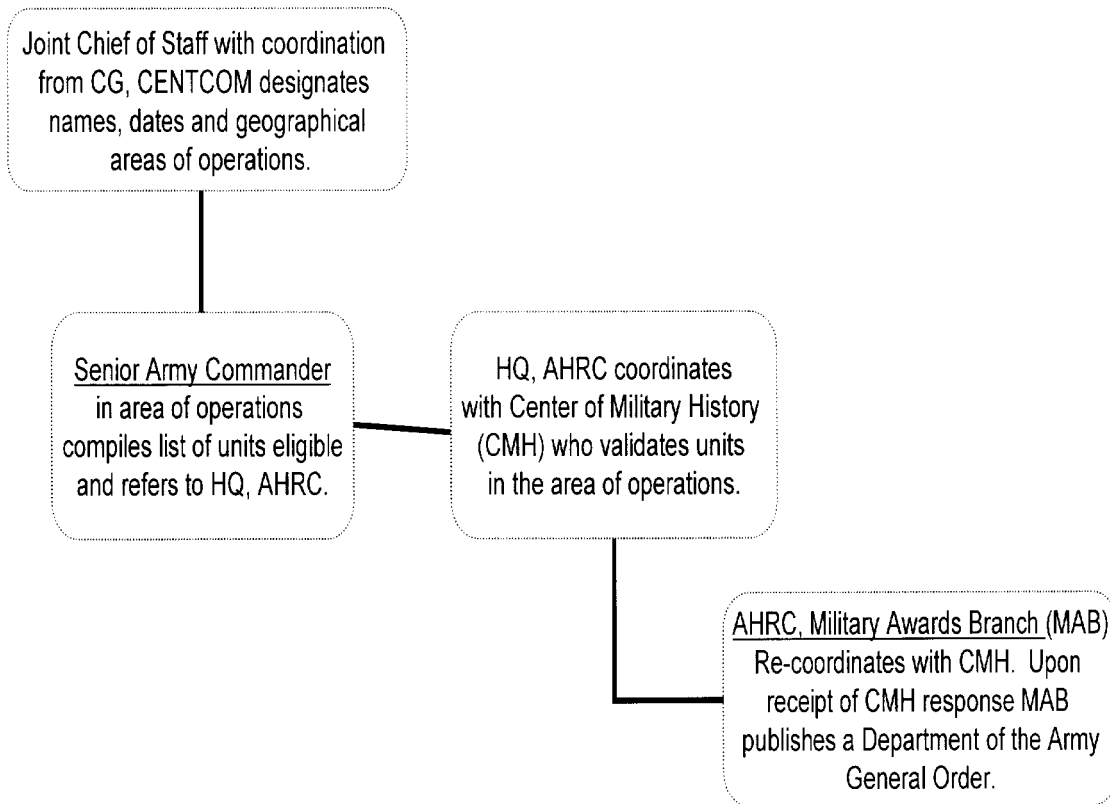 Joint Chief of Staff with coordination
from CG, CENTCOM designates
names, dates and geographical
areas of operations.
Senior Army Commander
in area of operations
compiles list of units eligible
and refers to HQ, AHRC.
HQ, AHRC coordinates
with Center of Military History
(CMH) who validates units
in the area of operations.
AHRC, Military Awards Branch (MAB)
Re-coordinates with CMH.  Upon
receipt of CMH response MAB
publishes a Department of the Army
General Order.